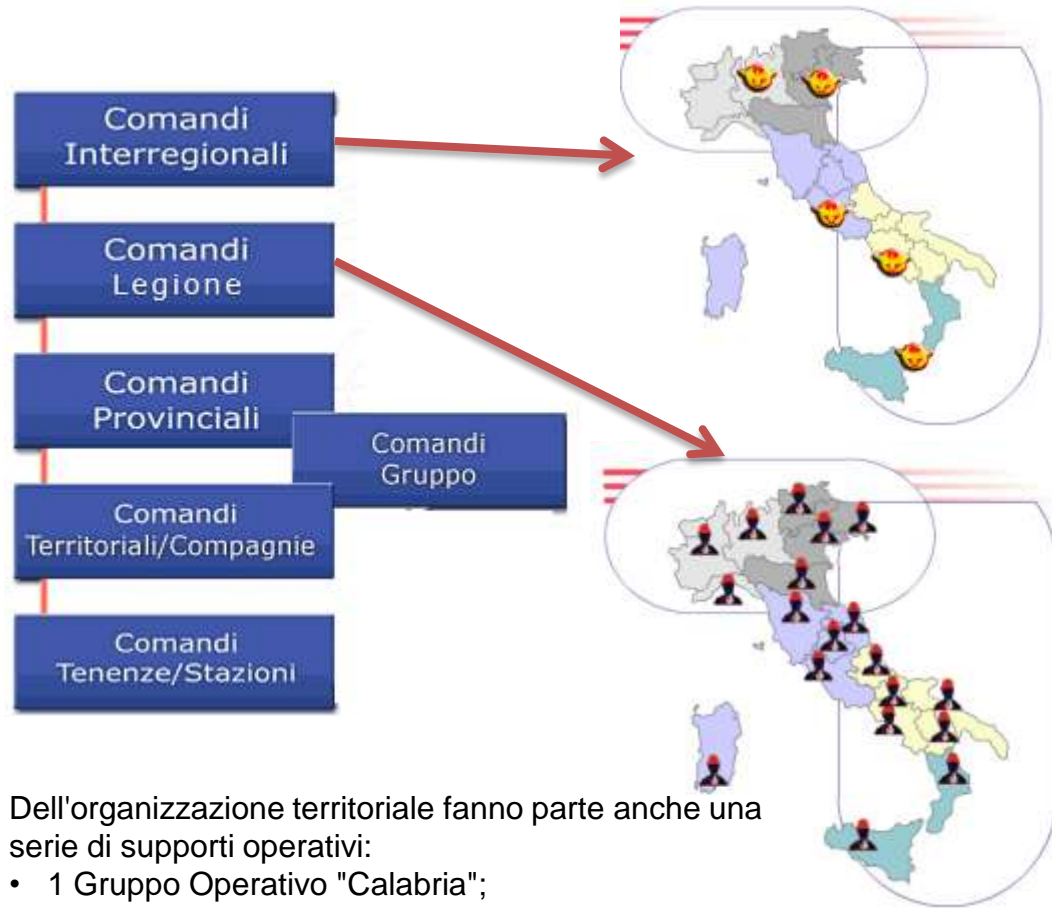 Comandi
Interregionali
Comandi
Legione
Comandi
Provinciali
Comandi
Gruppo
Comandi
Territoriali/Compagnie
Comandi
Tenenze/Stazioni
Dell'organizzazione territoriale fanno parte anche una
serie di supporti operativi:
• 1 Gruppo Operativo "Calabria";